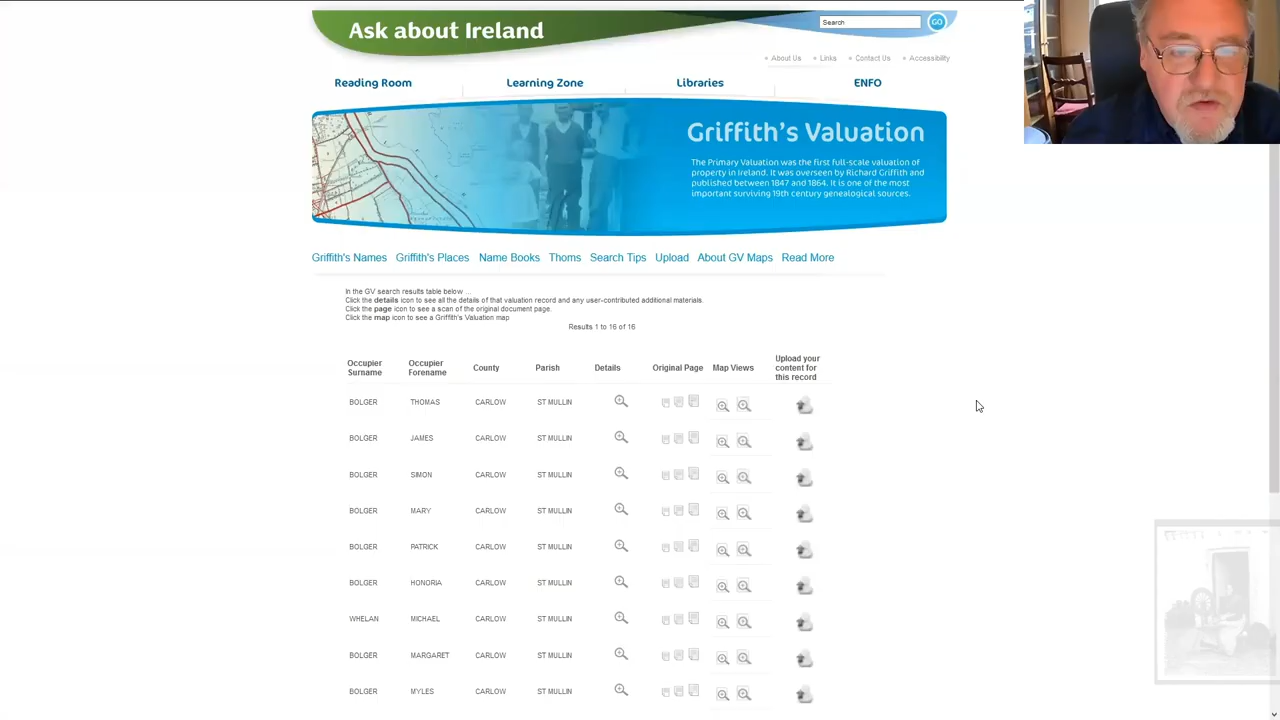 Ask about Ireland
Search
GO
About Us Links Contact Us Accessibility
Reading Room Learning Zone Libraries ENFO
Griffith's Valuation
The Primary Valuation was the first full-scale valuation of
property in Ireland. It was overseen by Richard Griffith and
published between 1847 and 1864. It is one of the most
important surviving 19th century genealogical sources.
Griffith's Names Griffith's Places Name Books Thoms Search Tips Upload About GV Maps Read More
In the GV search results table below ...
Click the details icon to see all the details of that valuation record and any user-contributed additional materials.
Click the page icon to see a scan of the original document page.
Click the map icon to see a Griffith's Valuation map
Results 1 to 16 of 16
Occupier Surname Occupier Forename County Parish Details Original Page Map Views Upload your content for this record
BOLGER THOMAS CARLOW ST MULLIN
BOLGER JAMES CARLOW ST MULLIN
BOLGER SIMON CARLOW ST MULLIN
BOLGER MARY CARLOW ST MULLIN
BOLGER PATRICK CARLOW ST MULLIN
BOLGER HONORIA CARLOW ST MULLIN
WHELAN MICHAEL CARLOW ST MULLIN
BOLGER MARGARET CARLOW ST MULLIN
BOLGER MYLES CARLOW ST MULLIN